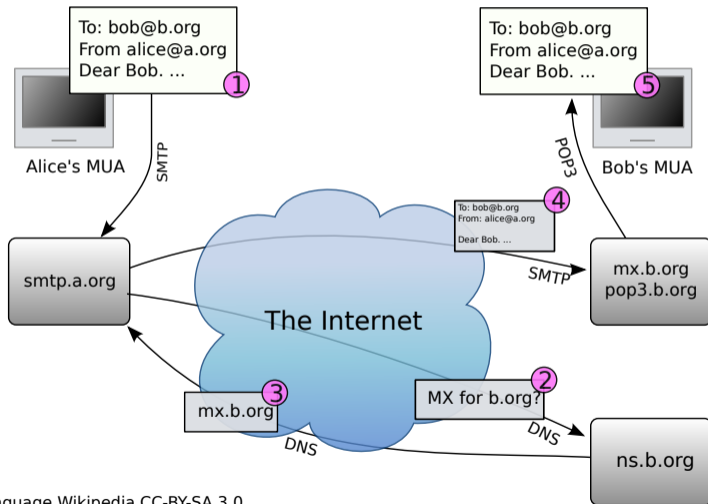 To: bob@b.org
From alice@a.org
Dear Bob. ...
1
Alice's MUA
SMTP
To: bob@b.org
From alice@a.org
Dear Bob. ...
5
Bob's MUA
POP3
To: bob@b.org
From: alice@a.org
Dear Bob. ...
4
SMTP
smtp.a.org
mx.b.org
pop3.b.org
The Internet
MX for b.org?
2
DNS
mx.b.org
3
DNS
ns.b.org
Wikipedia CC-BY-SA 3.0